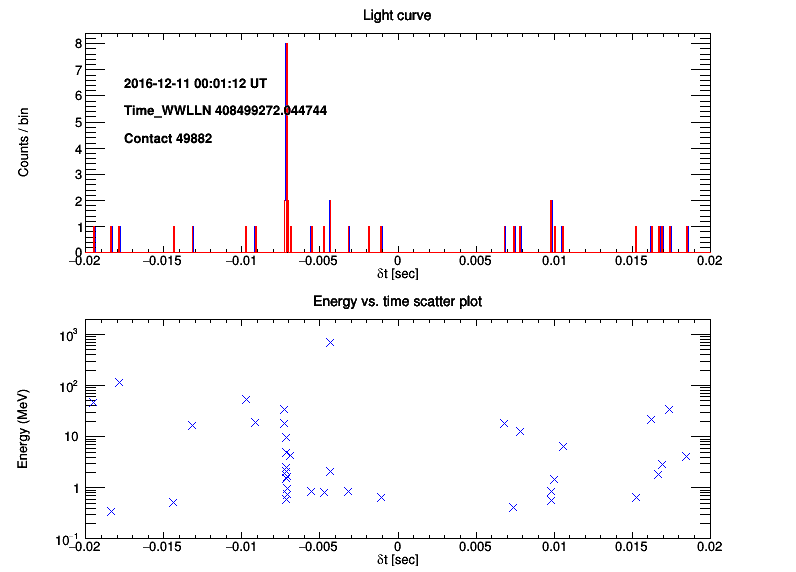 Light curve
Counts / bin
8
7
6
5
4
3
2
1
0
2016-12-11 00:01:12 UT
Time_WWLLN 408499272.044744
Contact 49882
−0.02 −0.015 −0.01 −0.005 0 0.005 0.01 0.015 0.02
δt [sec]
Energy vs. time scatter plot
Energy (MeV)
10³
10²
10
1
10⁻¹
−0.02 −0.015 −0.01 −0.005 0 0.005 0.01 0.015 0.02
δt [sec]